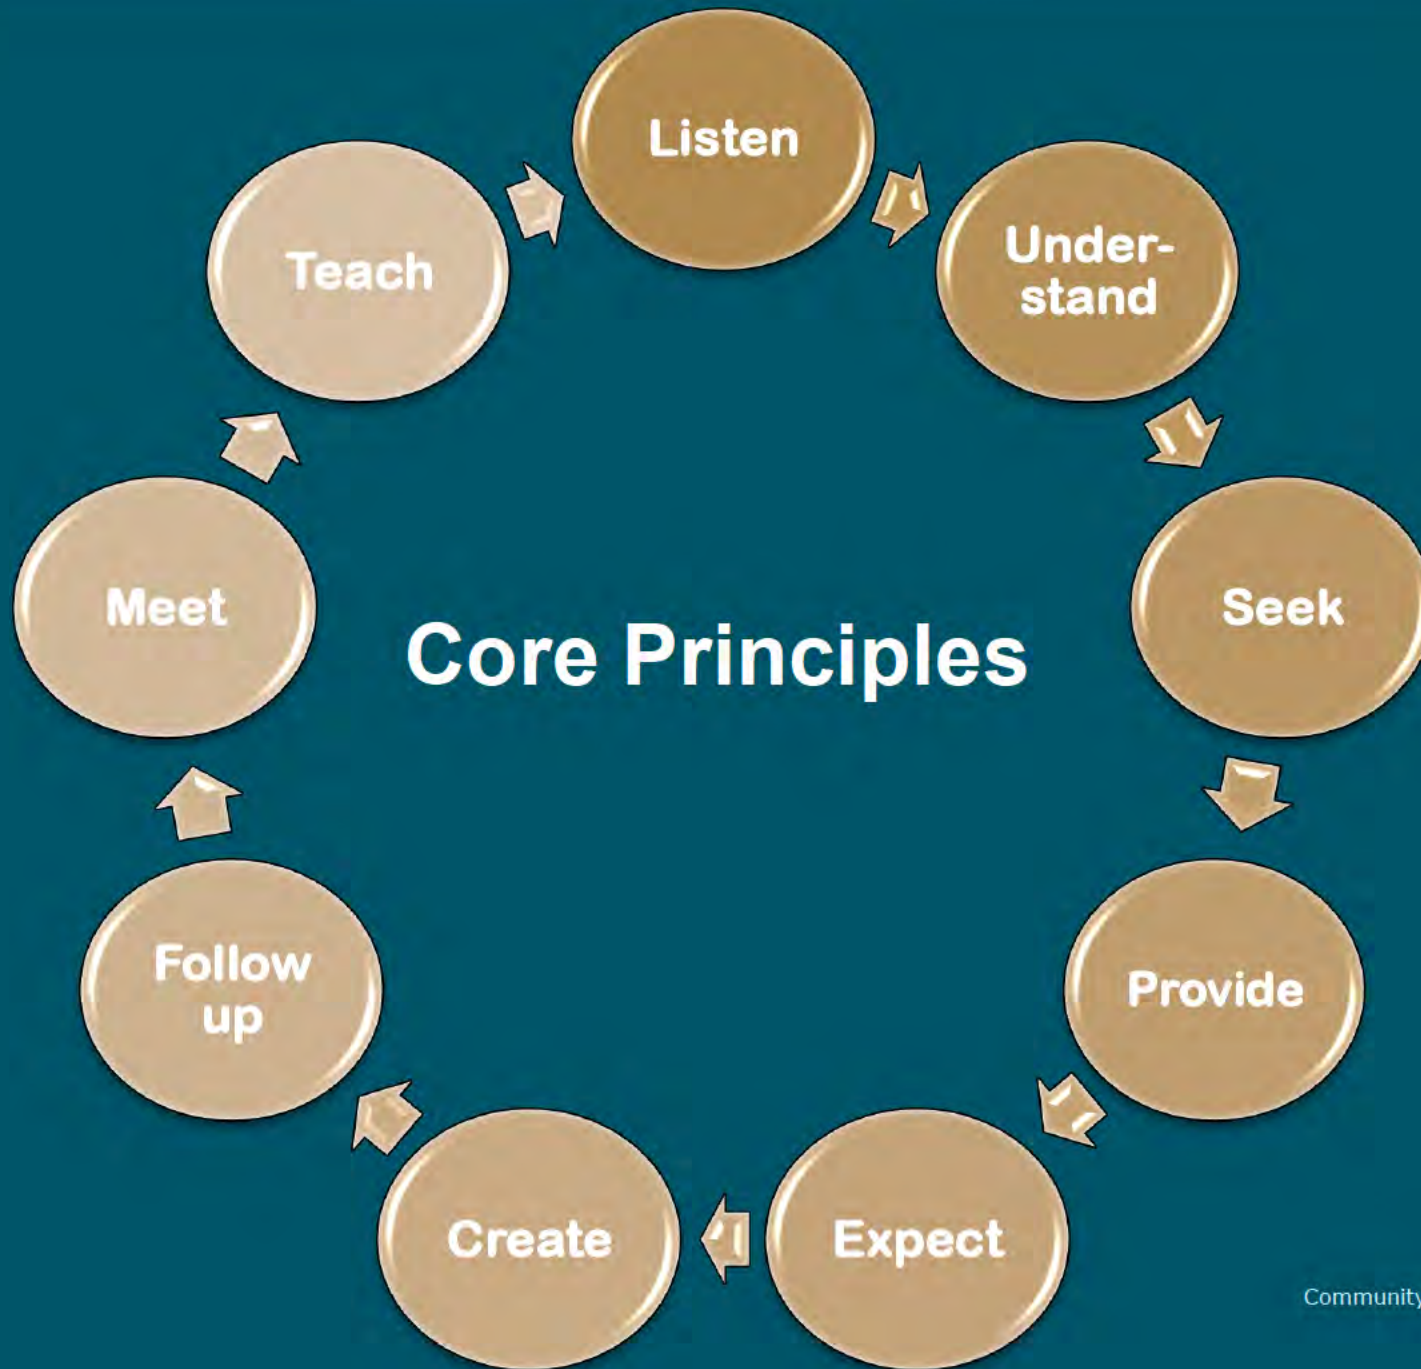 Listen
Under-
stand
Seek
Provide
Expect
Create
Follow
up
Meet
Teach
Core Principles
Community